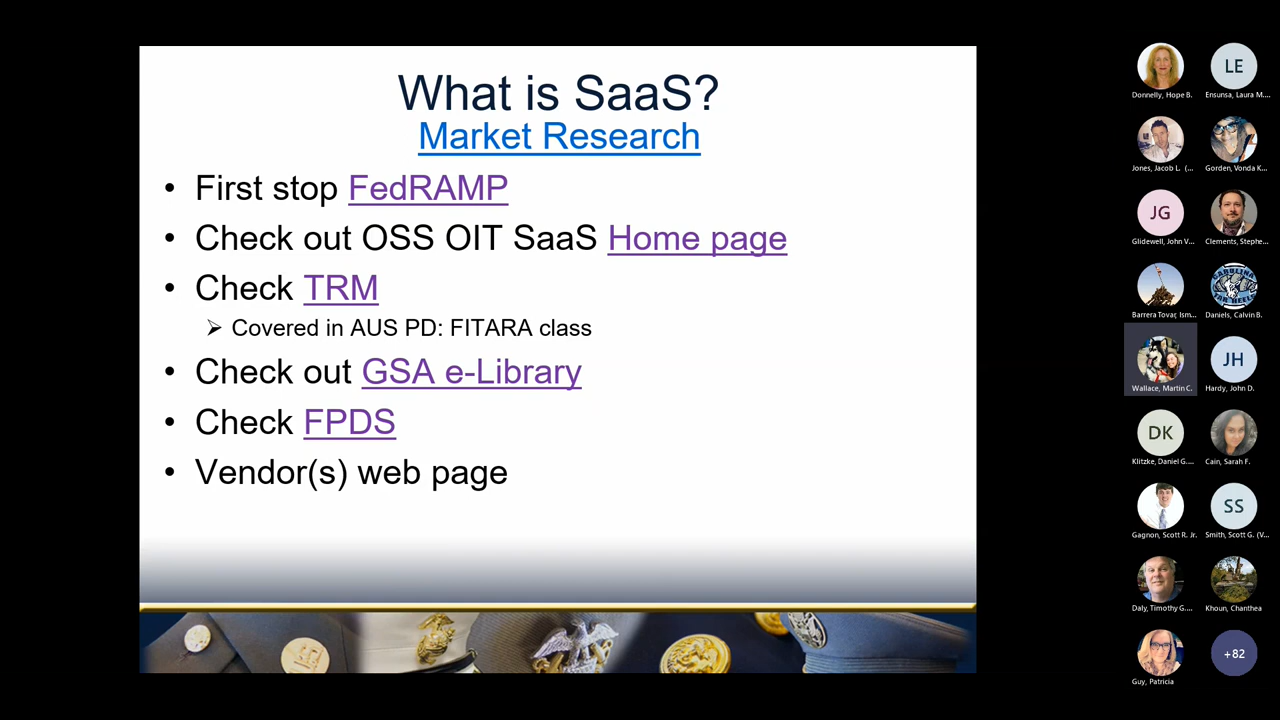 What is SaaS?
Market Research
• First stop FedRAMP
• Check out OSS OIT SaaS Home page
• Check TRM
➢ Covered in AUS PD: FITARA class
• Check out GSA e-Library
• Check FPDS
• Vendor(s) web page
Donnelly, Hope B.
LE
Ensunsa, Laura M....
Jones, Jacob L. (...
Gorden, Vonda K...
JG
Glidewell, John V...
Clements, Stephe...
Barrera Tovar, Ism...
Daniels, Calvin B.
Wallace, Martin C.
JH
Hardy, John D.
DK
Klitzke, Daniel G....
Cain, Sarah F.
Gagnon, Scott R. Jr.
SS
Smith, Scott G. (V...
Daly, Timothy G....
Khoun, Chanthea
Guy, Patricia
+82